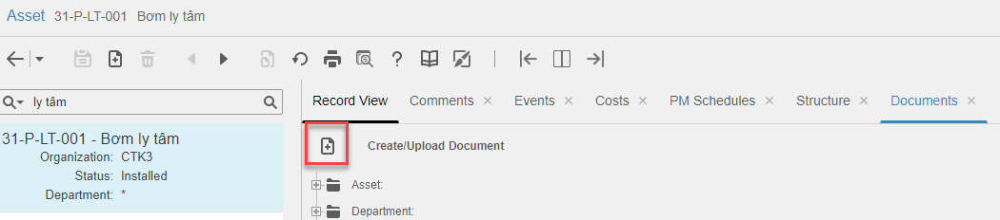 Asset 31-P-LT-001 Bơm ly tâm
ly tâm
31-P-LT-001 - Bơm ly tâm
Organization: CTK3
Status: Installed
Department: *
Record View Comments Events Costs PM Schedules Structure Documents
Create/Upload Document
Asset:
Department: